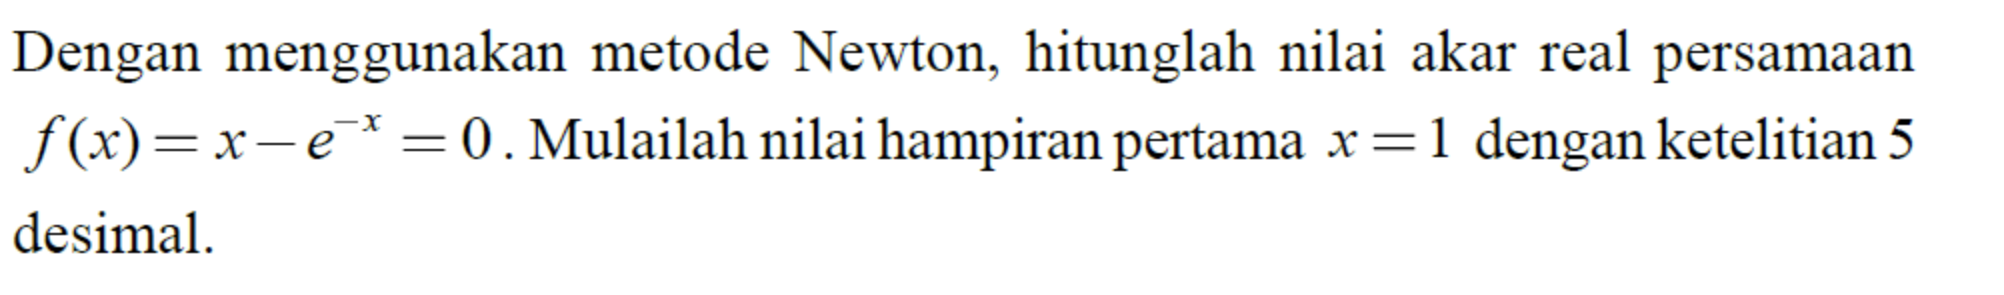 Dengan menggunakan metode Newton, hitunglah nilai akar real persamaan
f(x) = x − e⁻ˣ = 0. Mulailah nilai hampiran pertama x = 1 dengan ketelitian 5
desimal.